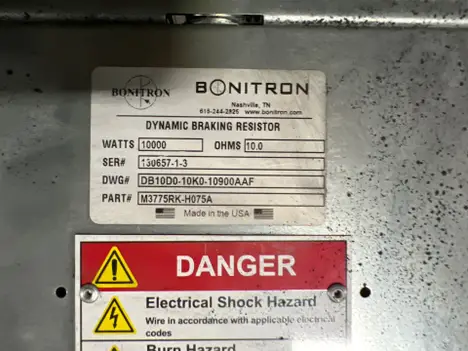 BONITRON
BONITRON
Nashville, TN
615-244-2825 www.bonitron.com
DYNAMIC BRAKING RESISTOR
WATTS 10000 OHMS 10.0
SER# 130657-1-3
DWG# DB10D0-10K0-10900AAF
PART# M3775RK-H075A
Made in the USA
DANGER
Electrical Shock Hazard
Wire in accordance with applicable electrical
codes
Burn Hazard